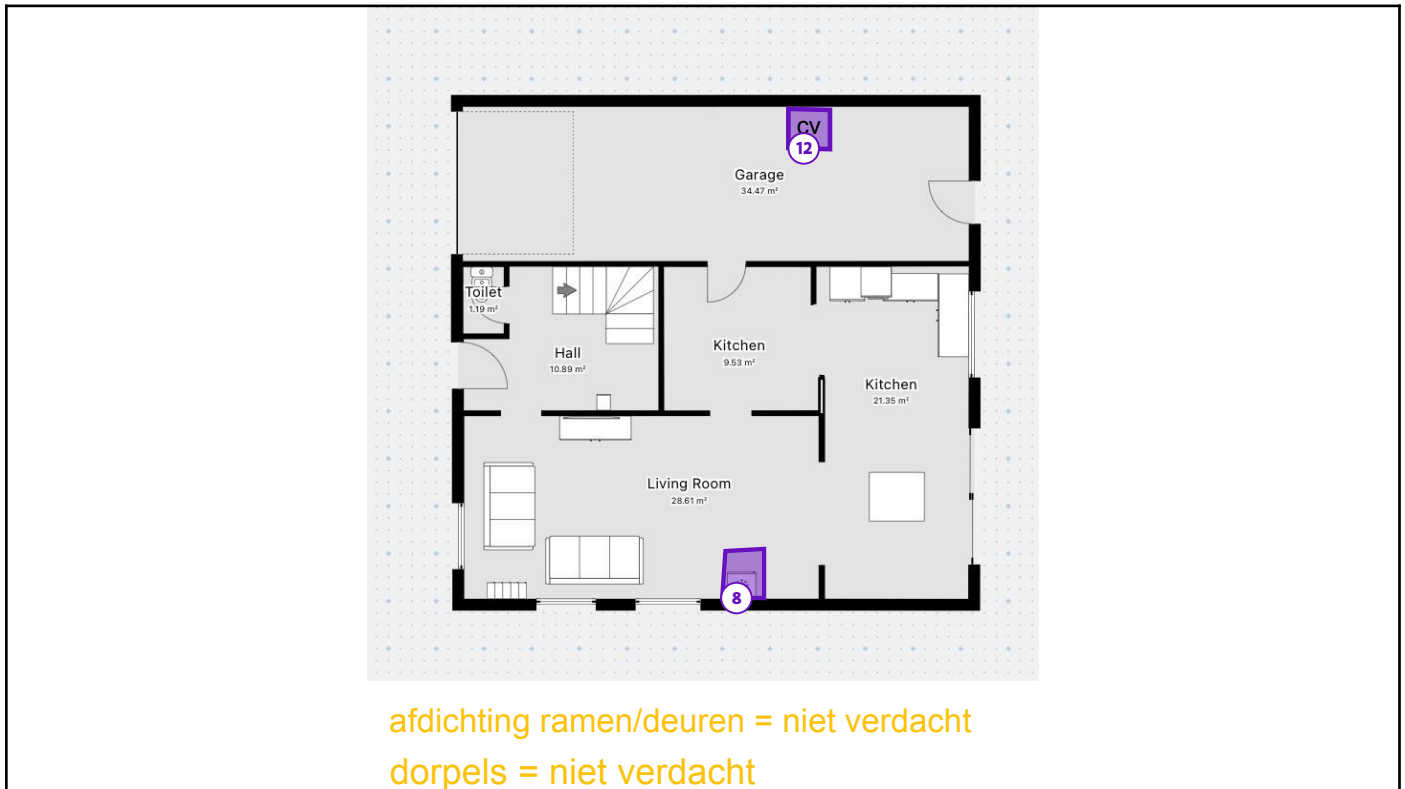 CV
12
Garage
34.47 m²
Toilet
1.19 m²
Hall
10.89 m²
Kitchen
9.53 m²
Kitchen
21.35 m²
Living Room
28.61 m²
8
afdichting ramen/deuren = niet verdacht
dorpels = niet verdacht